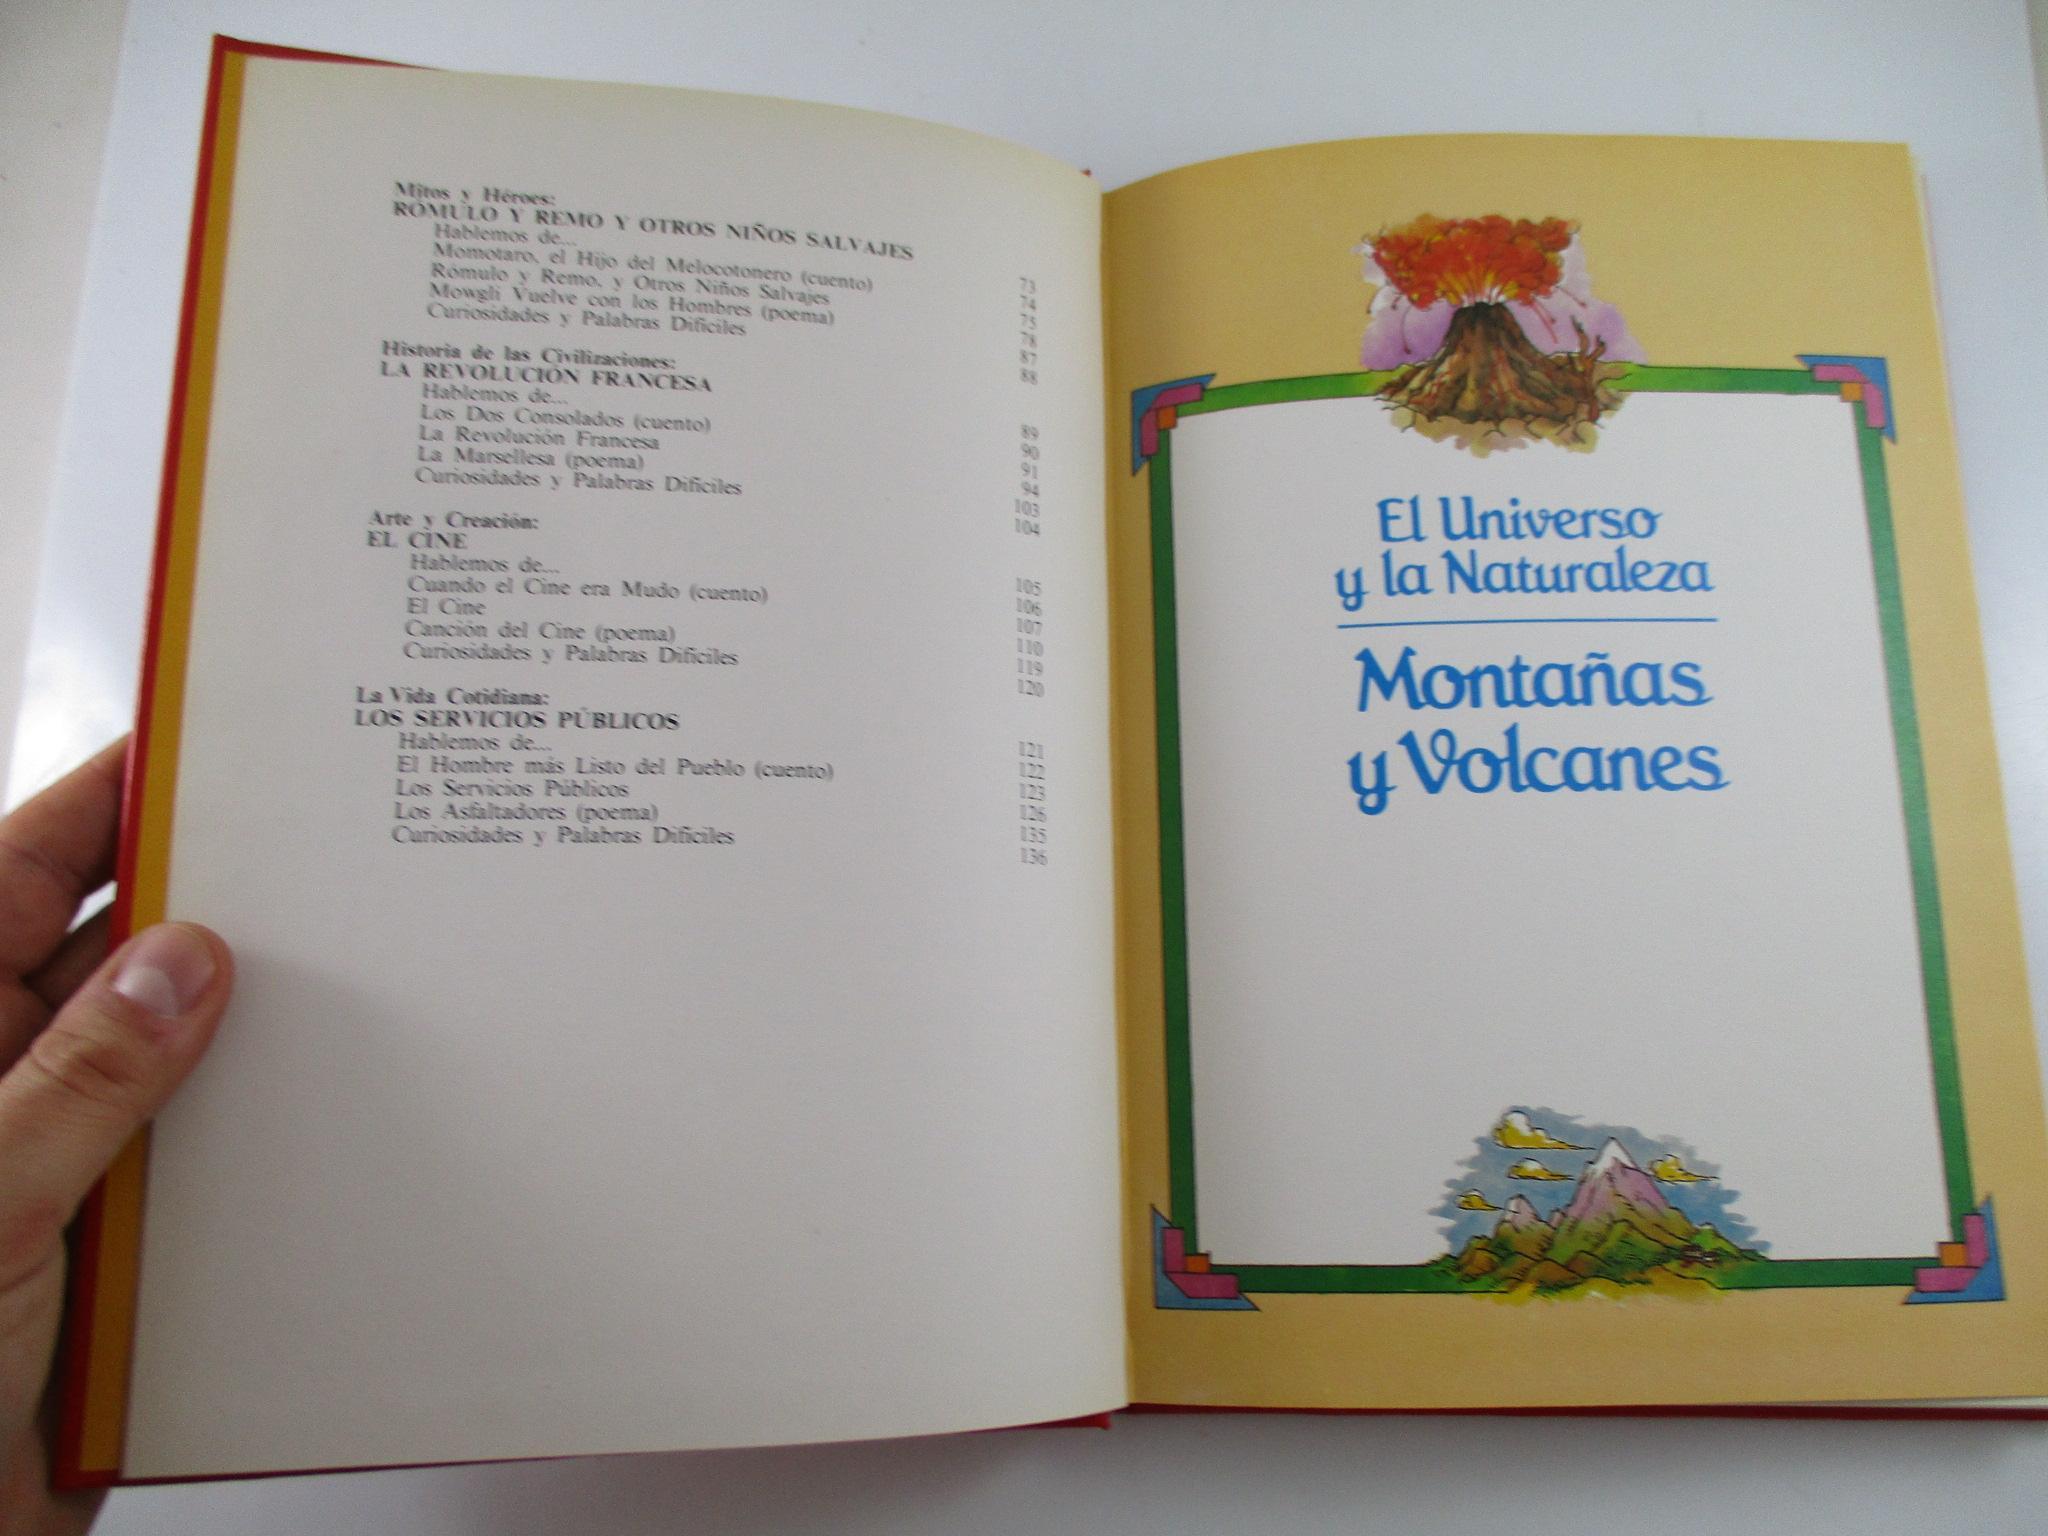 Mitos y Héroes:
RÓMULO Y REMO Y OTROS NIÑOS SALVAJES 73
Hablemos de... 74
Momotaro, el Hijo del Melocotonero (cuento) 75
Rómulo y Remo, y Otros Niños Salvajes 78
Mowgli Vuelve con los Hombres (poema) 87
Curiosidades y Palabras Difíciles 88
Historia de las Civilizaciones:
LA REVOLUCIÓN FRANCESA 89
Hablemos de... 90
Los Dos Consolados (cuento) 91
La Revolución Francesa 94
La Marsellesa (poema) 103
Curiosidades y Palabras Difíciles 104
Arte y Creación:
EL CINE 105
Hablemos de... 106
Cuando el Cine era Mudo (cuento) 107
El Cine 110
Canción del Cine (poema) 119
Curiosidades y Palabras Difíciles 120
La Vida Cotidiana:
LOS SERVICIOS PÚBLICOS 121
Hablemos de... 122
El Hombre más Listo del Pueblo (cuento) 123
Los Servicios Públicos 126
Los Asfaltadores (poema) 135
Curiosidades y Palabras Difíciles 136
El Universo
y la Naturaleza
Montañas
y Volcanes